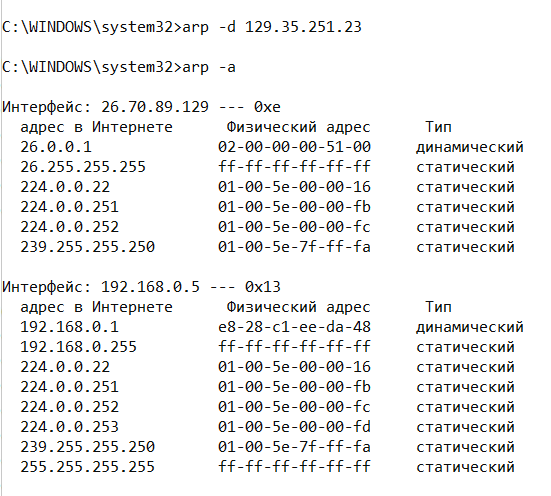 C:\WINDOWS\system32>arp -d 129.35.251.23
C:\WINDOWS\system32>arp -a
Интерфейс: 26.70.89.129 --- 0xe
адрес в Интернете Физический адрес Тип
26.0.0.1 02-00-00-00-51-00 динамический
26.255.255.255 ff-ff-ff-ff-ff-ff статический
224.0.0.22 01-00-5e-00-00-16 статический
224.0.0.251 01-00-5e-00-00-fb статический
224.0.0.252 01-00-5e-00-00-fc статический
239.255.255.250 01-00-5e-7f-ff-fa статический
Интерфейс: 192.168.0.5 --- 0x13
адрес в Интернете Физический адрес Тип
192.168.0.1 e8-28-c1-ee-da-48 динамический
192.168.0.255 ff-ff-ff-ff-ff-ff статический
224.0.0.22 01-00-5e-00-00-16 статический
224.0.0.251 01-00-5e-00-00-fb статический
224.0.0.252 01-00-5e-00-00-fc статический
224.0.0.253 01-00-5e-00-00-fd статический
239.255.255.250 01-00-5e-7f-ff-fa статический
255.255.255.255 ff-ff-ff-ff-ff-ff статический